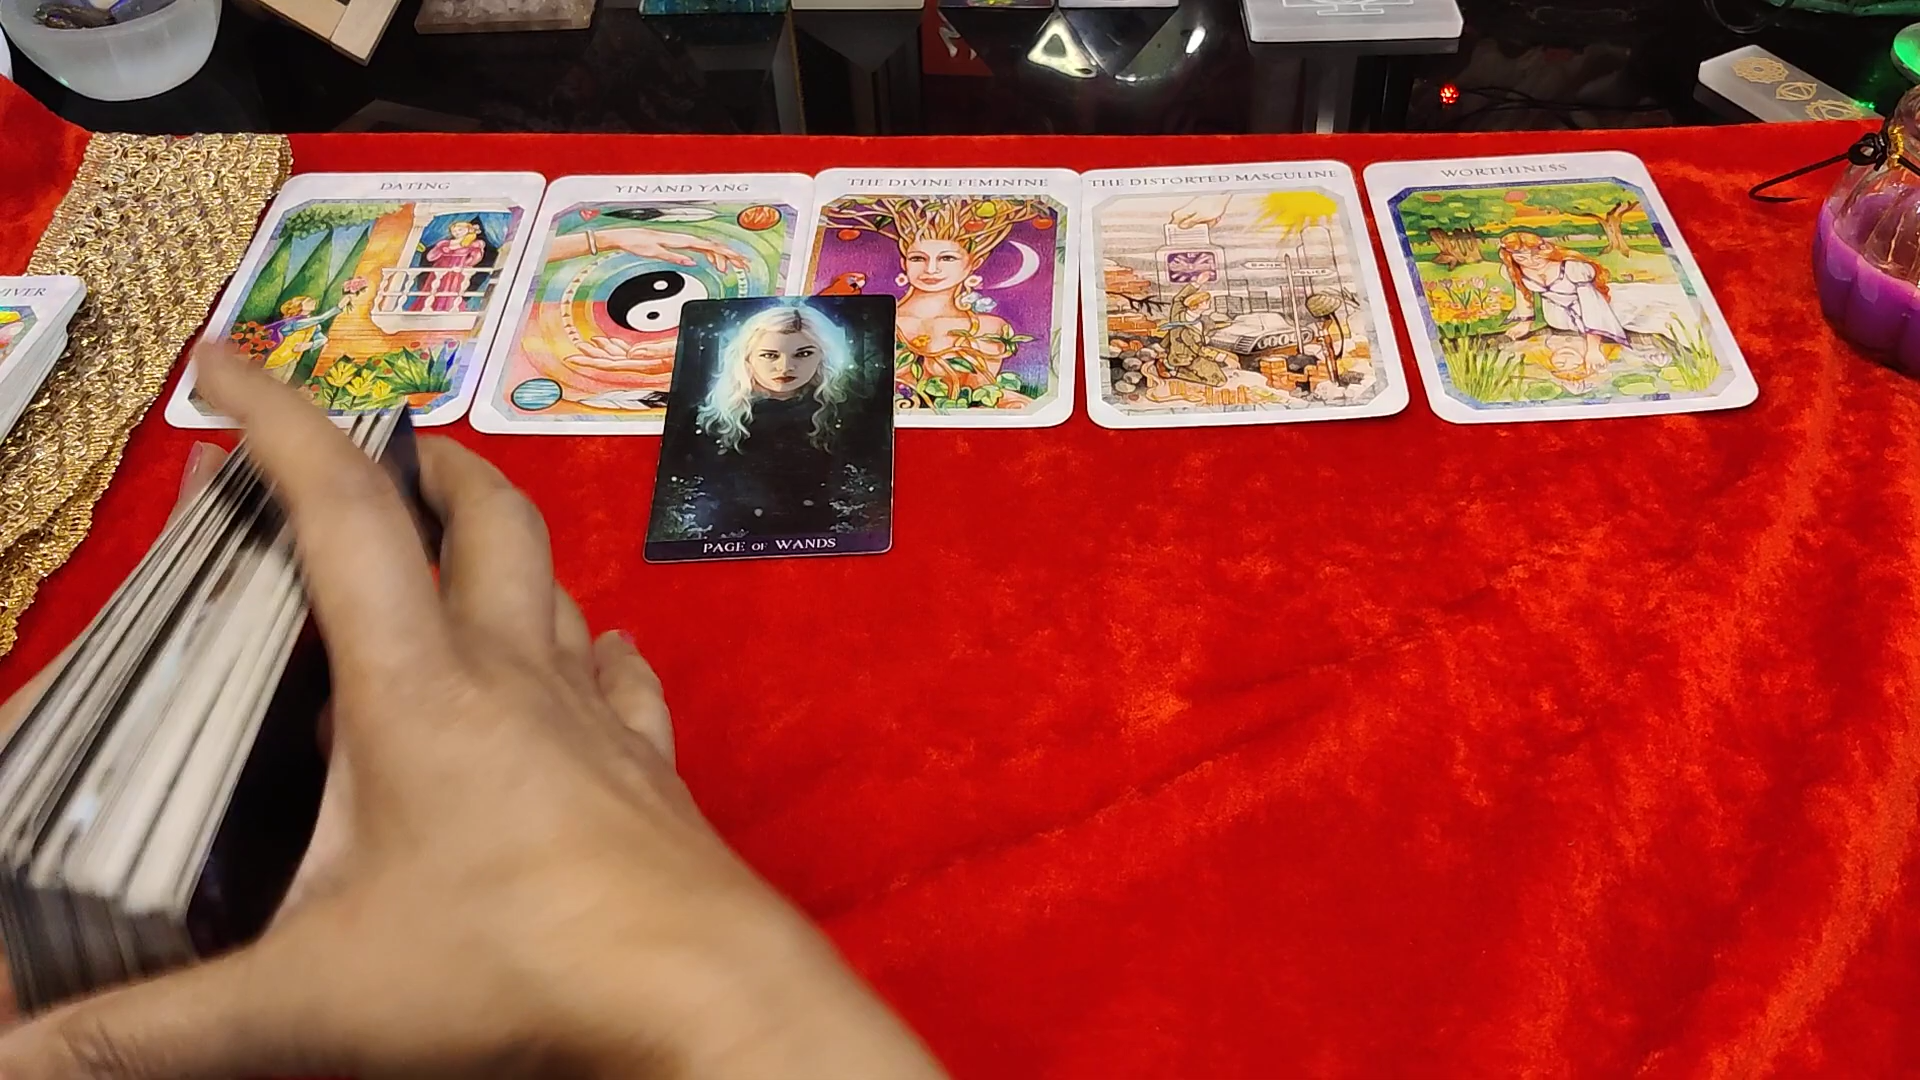 DATING
YIN AND YANG
THE DIVINE FEMININE
THE DISTORTED MASCULINE
WORTHINESS
BANK
POLICE
PAGE OF WANDS